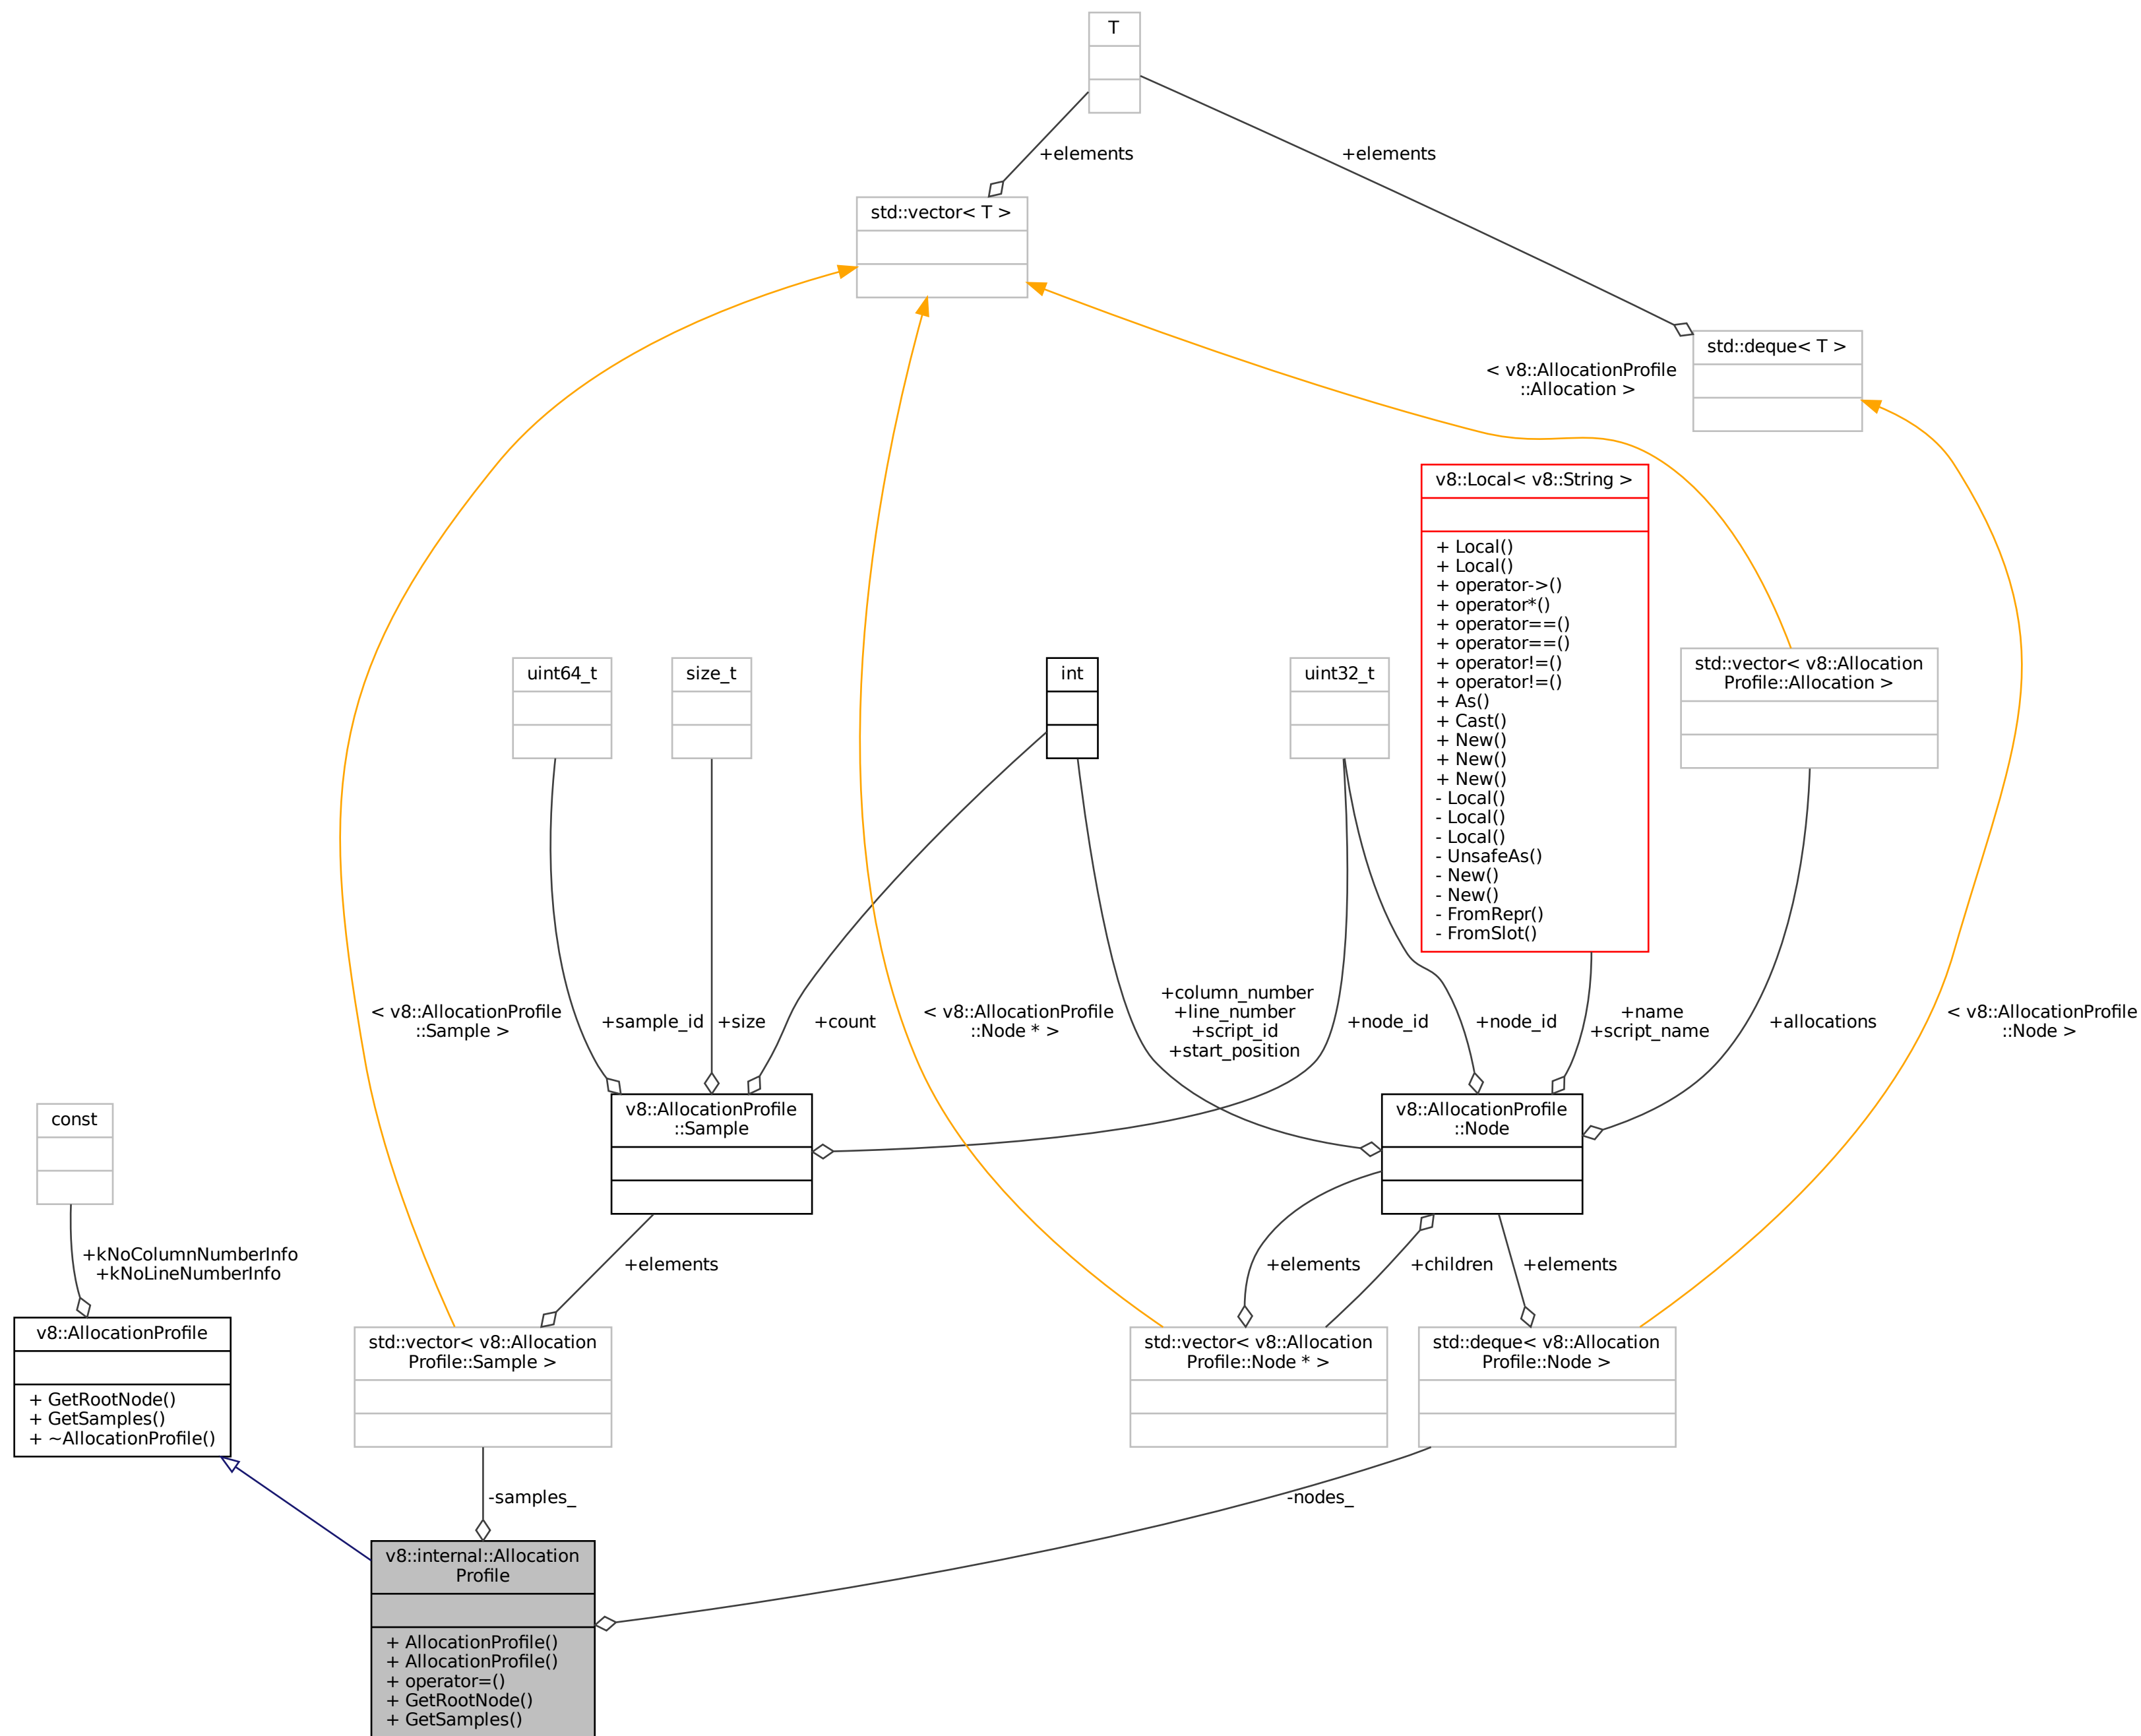 T
+elements
+elements
std::vector< T >
std::deque< T >
< v8::AllocationProfile
::Allocation >
v8::Local< v8::String >
+ Local()
+ Local()
+ operator->()
+ operator*()
+ operator==()
+ operator==()
+ operator!=()
+ operator!=()
+ As()
+ Cast()
+ New()
+ New()
+ New()
- Local()
- Local()
- Local()
- UnsafeAs()
- New()
- New()
- FromRepr()
- FromSlot()
uint64_t
size_t
int
uint32_t
std::vector< v8::Allocation
Profile::Allocation >
< v8::AllocationProfile
::Sample >
+sample_id
+size
+count
< v8::AllocationProfile
::Node * >
+column_number
+line_number
+script_id
+start_position
+node_id
+node_id
+name
+script_name
+allocations
< v8::AllocationProfile
::Node >
const
v8::AllocationProfile
::Sample
v8::AllocationProfile
::Node
+kNoColumnNumberInfo
+kNoLineNumberInfo
+elements
+elements
+children
+elements
v8::AllocationProfile
+ GetRootNode()
+ GetSamples()
+ ~AllocationProfile()
std::vector< v8::Allocation
Profile::Sample >
std::vector< v8::Allocation
Profile::Node * >
std::deque< v8::Allocation
Profile::Node >
-samples_
-nodes_
v8::internal::Allocation
Profile
+ AllocationProfile()
+ AllocationProfile()
+ operator=()
+ GetRootNode()
+ GetSamples()